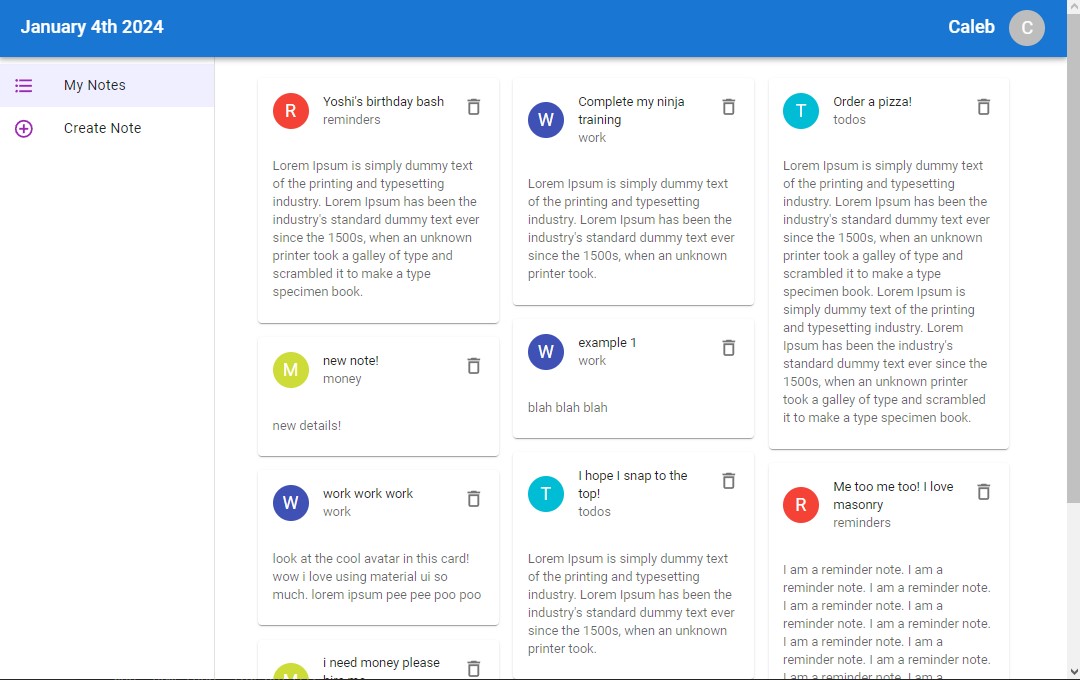 January 4th 2024
Caleb
C
My Notes
Create Note
R
Yoshi's birthday bash
reminders
Lorem Ipsum is simply dummy text
of the printing and typesetting
industry. Lorem Ipsum has been the
industry's standard dummy text ever
since the 1500s, when an unknown
printer took a galley of type and
scrambled it to make a type
specimen book.
M
new note!
money
new details!
W
work work work
work
look at the cool avatar in this card!
wow i love using material ui so
much. lorem ipsum pee pee poo poo
M
i need money please
hire me
W
Complete my ninja
training
work
Lorem Ipsum is simply dummy text
of the printing and typesetting
industry. Lorem Ipsum has been the
industry's standard dummy text ever
since the 1500s, when an unknown
printer took.
W
example 1
work
blah blah blah
T
I hope I snap to the
top!
todos
Lorem Ipsum is simply dummy text
of the printing and typesetting
industry. Lorem Ipsum has been the
industry's standard dummy text ever
since the 1500s, when an unknown
printer took.
T
Order a pizza!
todos
Lorem Ipsum is simply dummy text
of the printing and typesetting
industry. Lorem Ipsum has been the
industry's standard dummy text ever
since the 1500s, when an unknown
printer took a galley of type and
scrambled it to make a type
specimen book. Lorem Ipsum is
simply dummy text of the printing
and typesetting industry. Lorem
Ipsum has been the industry's
standard dummy text ever since the
1500s, when an unknown printer
took a galley of type and scrambled
it to make a type specimen book.
R
Me too me too! I love
masonry
reminders
I am a reminder note. I am a
reminder note. I am a reminder note.
I am a reminder note. I am a
reminder note. I am a reminder note.
I am a reminder note. I am a
reminder note. I am a reminder note.
I am a reminder note. I am a